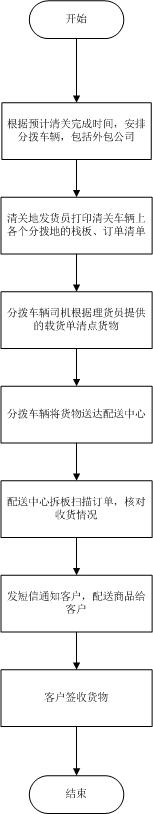 开始
根据预计清关完成时间，安排
分拨车辆，包括外包公司
清关地发货员打印清关车辆上
各个分拨地的栈板、订单清单
分拨车辆司机根据理货员提供
的载货单清点货物
分拨车辆将货物送达配送中心
配送中心拆板扫描订单，核对
收货情况
发短信通知客户，配送商品给
客户
客户签收货物
结束